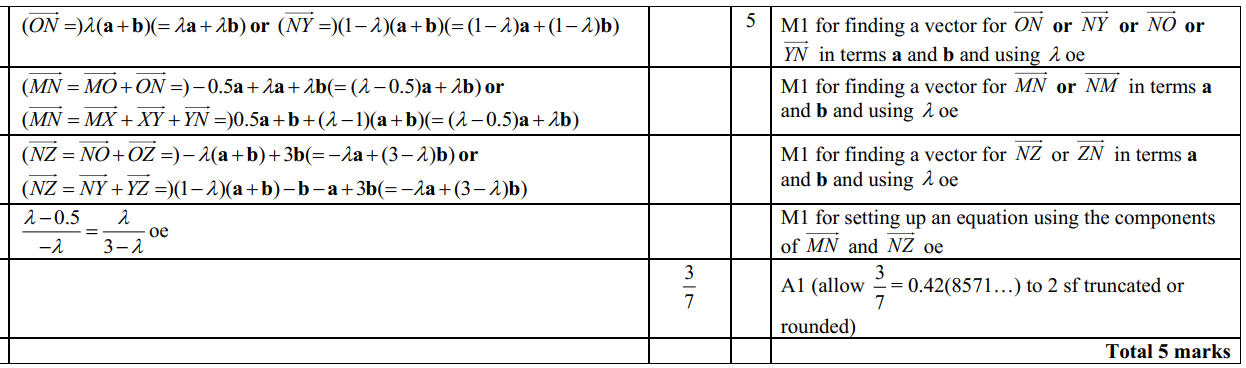 (ON⃗ =)λ(a + b)(= λa + λb) or (NY⃗ =)(1 − λ)(a + b)(= (1 − λ)a + (1 − λ)b)
5
M1 for finding a vector for ON⃗ or NY⃗ or NO⃗ or
YN⃗ in terms a and b and using λ oe
(MN⃗ = MO⃗ + ON⃗ =) − 0.5a + λa + λb(= (λ − 0.5)a + λb) or
(MN⃗ = MX⃗ + XY⃗ + YN⃗ =)0.5a + b + (λ − 1)(a + b)(= (λ − 0.5)a + λb)
M1 for finding a vector for MN⃗ or NM⃗ in terms a
and b and using λ oe
(NZ⃗ = NO⃗ + OZ⃗ =) − λ(a + b) + 3b(= −λa + (3 − λ)b) or
(NZ⃗ = NY⃗ + YZ⃗ =)(1 − λ)(a + b) − b − a + 3b(= −λa + (3 − λ)b)
M1 for finding a vector for NZ⃗ or ZN⃗ in terms a
and b and using λ oe
(λ − 0.5)/(−λ) = λ/(3 − λ) oe
M1 for setting up an equation using the components
of MN⃗ and NZ⃗ oe
3/7
A1 (allow 3/7 = 0.42(8571…) to 2 sf truncated or
rounded)
Total 5 marks